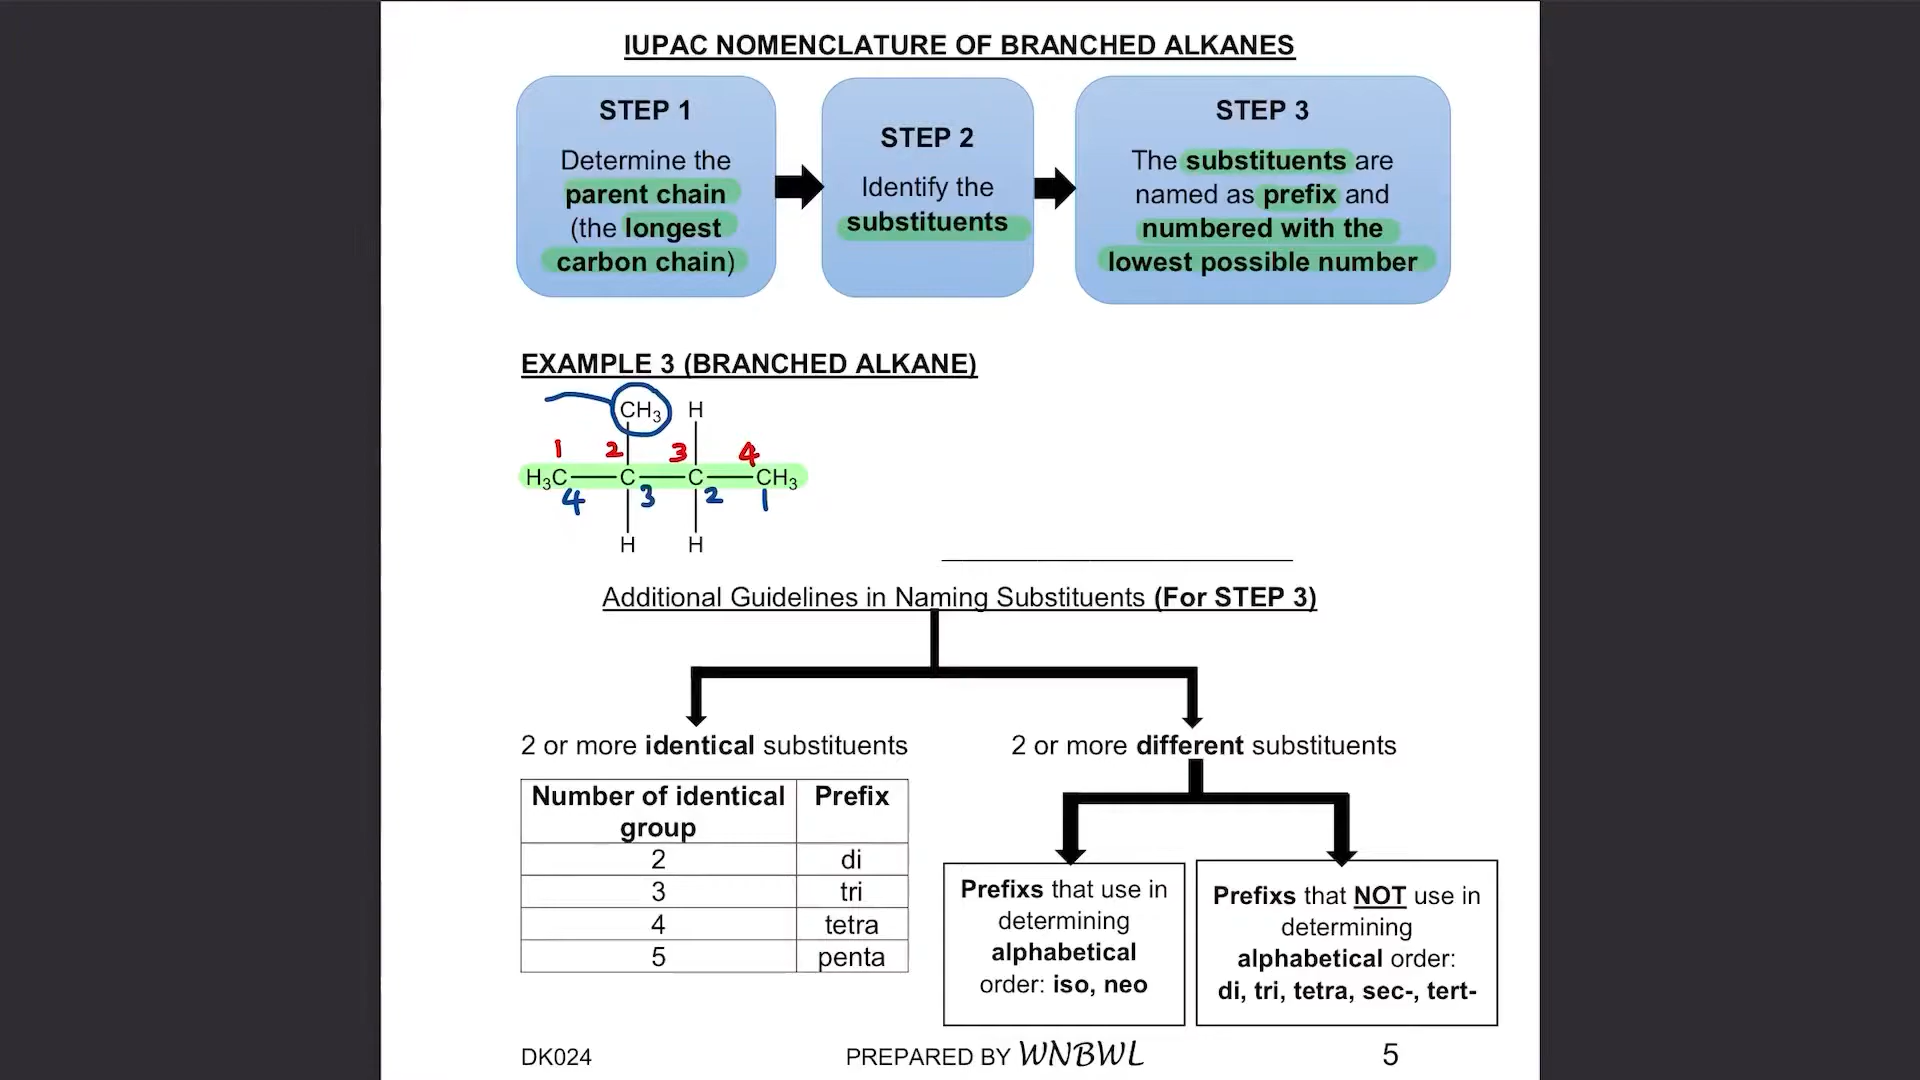 IUPAC NOMENCLATURE OF BRANCHED ALKANES
STEP 1
Determine the
parent chain
(the longest
carbon chain)
STEP 2
Identify the
substituents
STEP 3
The substituents are
named as prefix and
numbered with the
lowest possible number
EXAMPLE 3 (BRANCHED ALKANE)
CH3 H
1 2 3 4
H3C C C CH3
4 3 2 1
H H
Additional Guidelines in Naming Substituents (For STEP 3)
2 or more identical substituents
Number of identical group Prefix
2 di
3 tri
4 tetra
5 penta
2 or more different substituents
Prefixs that use in
determining
alphabetical
order: iso, neo
Prefixs that NOT use in
determining
alphabetical order:
di, tri, tetra, sec-, tert-
DK024 PREPARED BY WNBWL 5